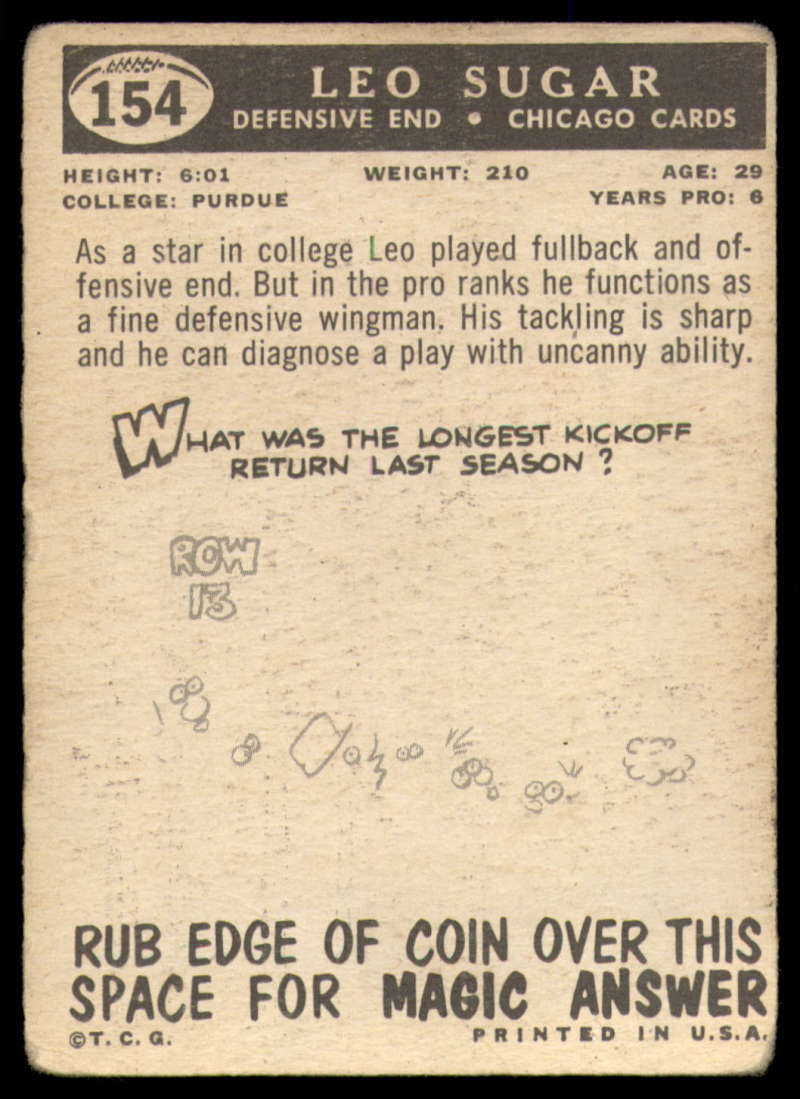 154
LEO SUGAR
DEFENSIVE END • CHICAGO CARDS
HEIGHT: 6:01 WEIGHT: 210 AGE: 29
COLLEGE: PURDUE YEARS PRO: 6
As a star in college Leo played fullback and of-
fensive end. But in the pro ranks he functions as
a fine defensive wingman. His tackling is sharp
and he can diagnose a play with uncanny ability.
WHAT WAS THE LONGEST KICKOFF
RETURN LAST SEASON?
ROW
13
RUB EDGE OF COIN OVER THIS
SPACE FOR MAGIC ANSWER
©T. C. G. PRINTED IN U.S.A.